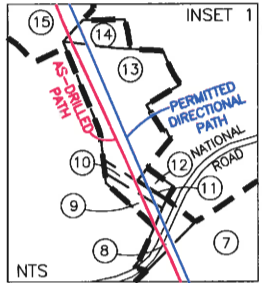 INSET 1
15
14
13
AS-DRILLED
PATH
PERMITTED
DIRECTIONAL
PATH
10
12
NATIONAL
ROAD
11
9
8
7
NTS